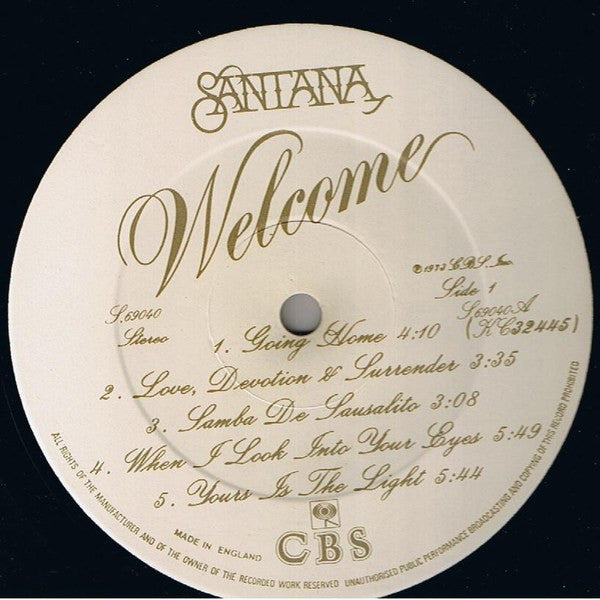 SANTANA
Welcome
℗ 1973 CBS. Inc.
S.69040
Stereo
Side 1
S69040A
(KC32445)
1. Going Home 4:10
2. Love, Devotion & Surrender 3:35
3. Samba De Sausalito 3:08
4. When I Look Into Your Eyes 5:49
5. Yours Is The Light 5:44
MADE IN ENGLAND
CBS
ALL RIGHTS OF THE MANUFACTURER AND OF THE OWNER OF THE RECORDED WORK RESERVED UNAUTHORISED PUBLIC PERFORMANCE BROADCASTING AND COPYING OF THIS RECORD PROHIBITED